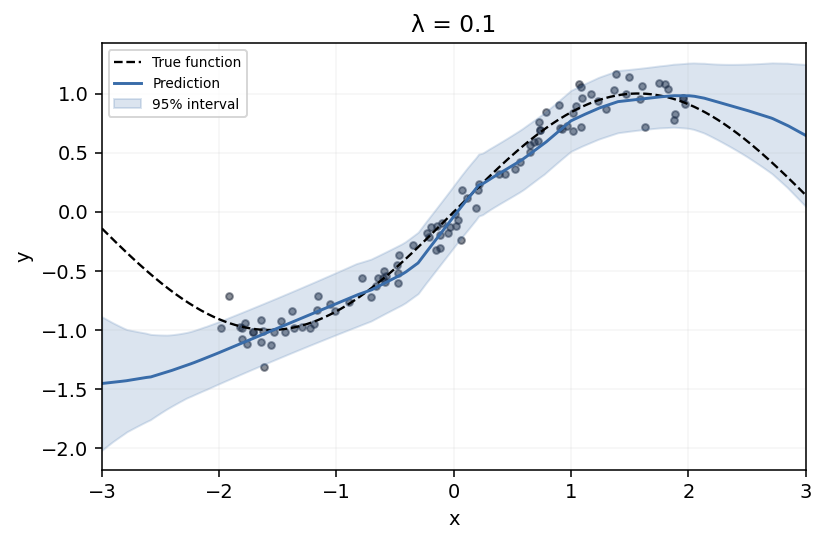 λ = 0.1
True function
Prediction
95% interval
y
1.0
0.5
0.0
−0.5
−1.0
−1.5
−2.0
−3 −2 −1 0 1 2 3
x